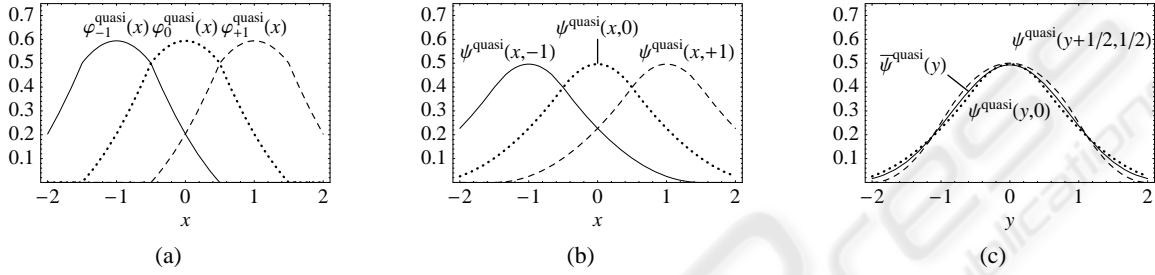 0.7
0.6
0.5
0.4
0.3
0.2
0.1
φ₋₁^quasi(x) φ₀^quasi(x) φ₊₁^quasi(x)
-2 -1 0 1 2
x
(a)
0.7
0.6
0.5
0.4
0.3
0.2
0.1
ψ^quasi(x,0)
ψ^quasi(x,-1) ψ^quasi(x,+1)
-2 -1 0 1 2
x
(b)
0.7
0.6
0.5
0.4
0.3
0.2
0.1
ψ^quasi(y+1/2,1/2)
ψ̅^quasi(y)
ψ^quasi(y,0)
-2 -1 0 1 2
y
(c)